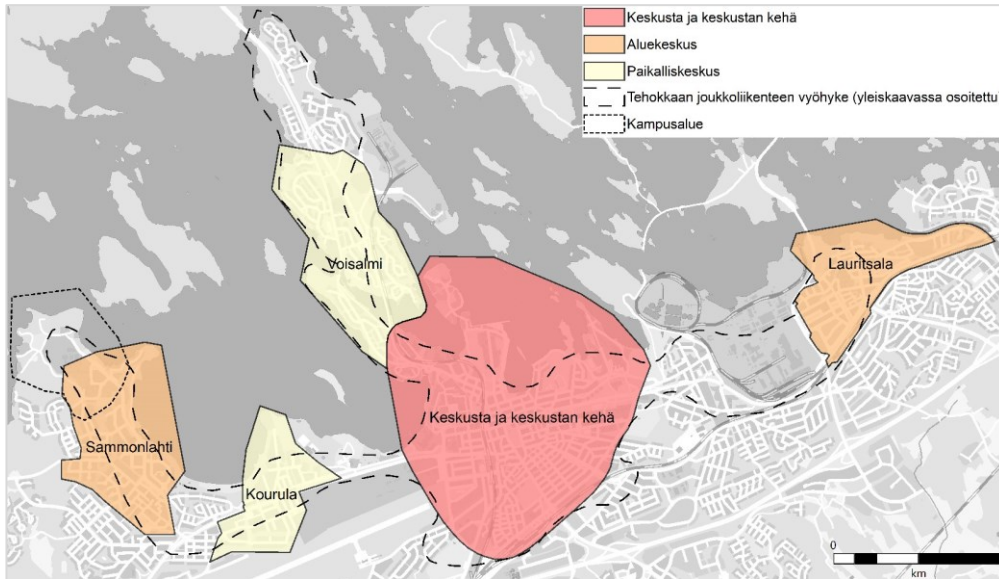 Keskusta ja keskustan kehä
Aluekeskus
Paikalliskeskus
Tehokkaan joukkoliikenteen vyöhyke (yleiskaavassa osoitettu
Kampusalue
Voisalmi
Lauritsala
Keskusta ja keskustan kehä
Sammonlahti
Kourula
0
km